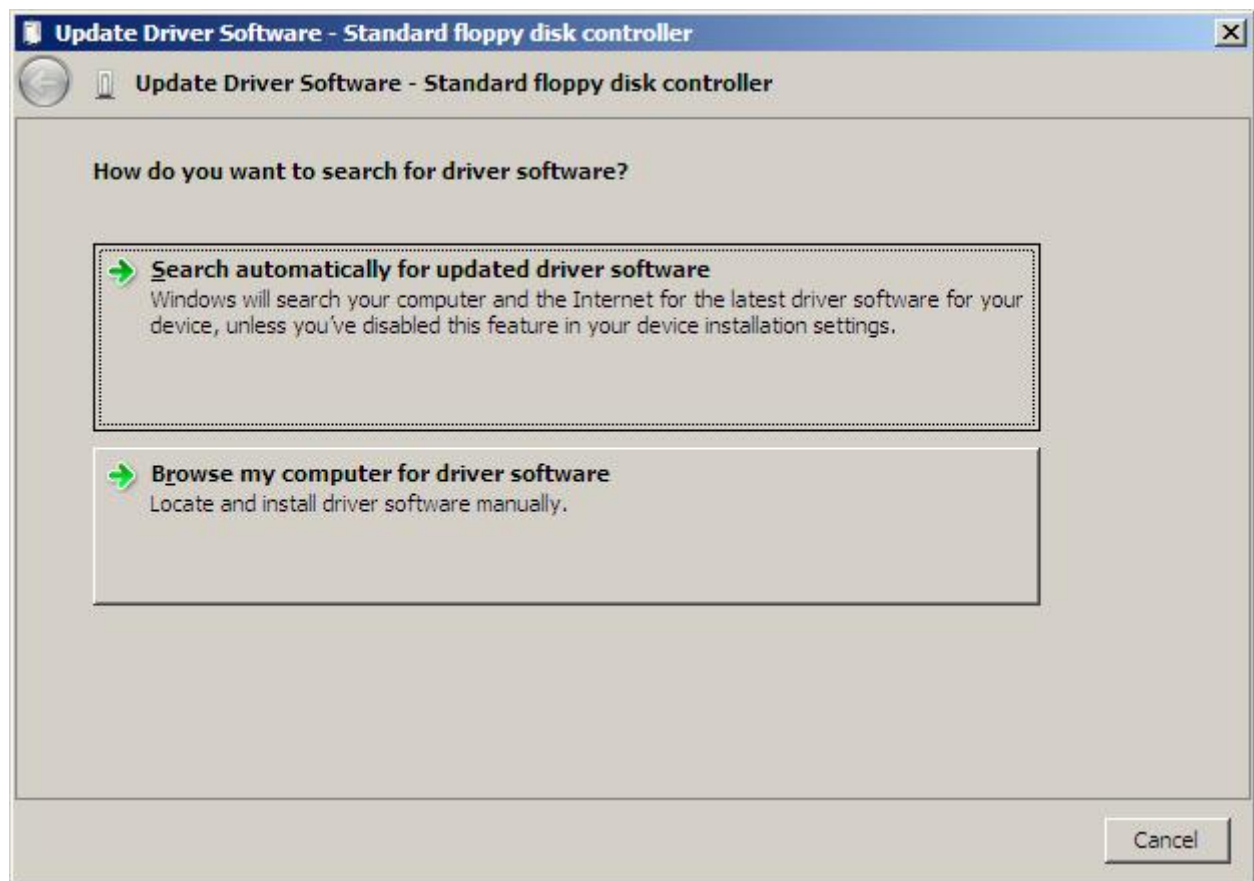 Update Driver Software - Standard floppy disk controller
Update Driver Software - Standard floppy disk controller
How do you want to search for driver software?
Search automatically for updated driver software
Windows will search your computer and the Internet for the latest driver software for your
device, unless you've disabled this feature in your device installation settings.
Browse my computer for driver software
Locate and install driver software manually.
Cancel